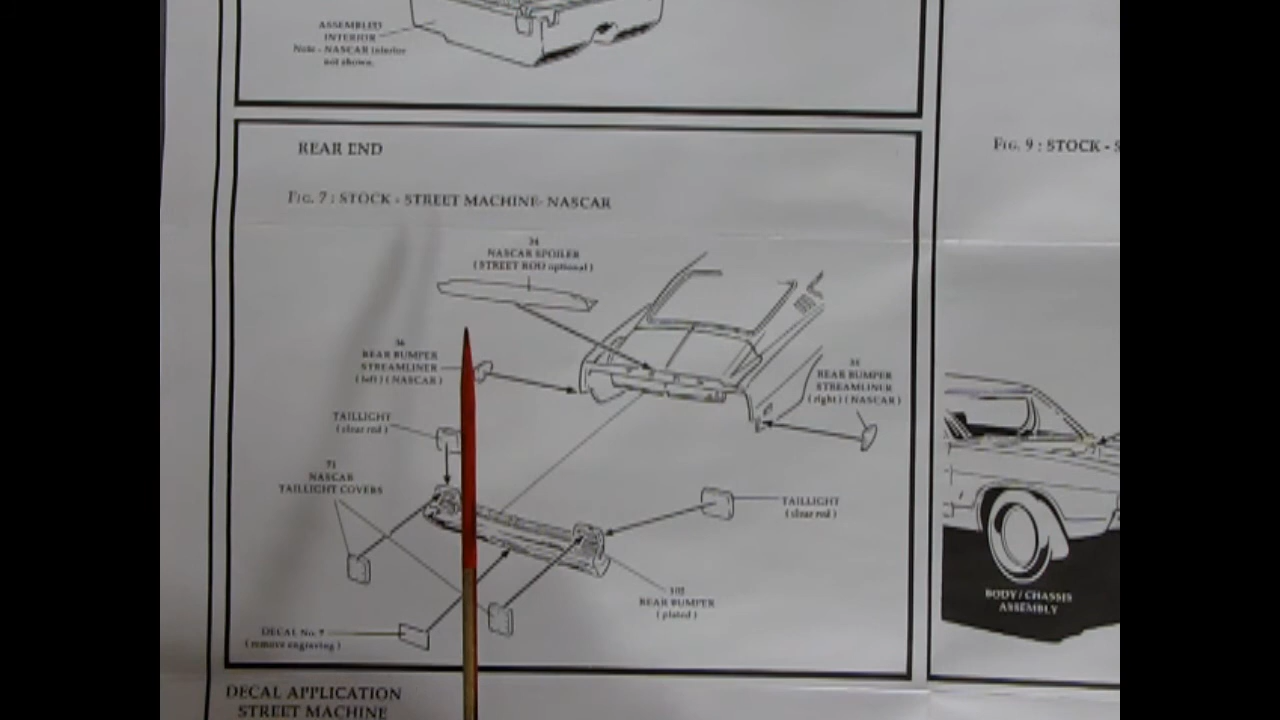 ASSEMBLED
INTERIOR
Note - NASCAR interior
not shown.
REAR END
FIG. 7 : STOCK - STREET MACHINE- NASCAR
34
NASCAR SPOILER
( STREET ROD optional )
36
REAR BUMPER
STREAMLINER
( left ) ( NASCAR )
35
REAR BUMPER
STREAMLINER
( right ) ( NASCAR )
TAILLIGHT
( clear red )
71
NASCAR
TAILLIGHT COVERS
TAILLIGHT
( clear red )
REAR BUMPER
( plated )
DECAL No. 7
( remove engraving )
DECAL APPLICATION
STREET MACHINE
FIG. 9 : STOCK - S
BODY / CHASSIS
ASSEMBLY